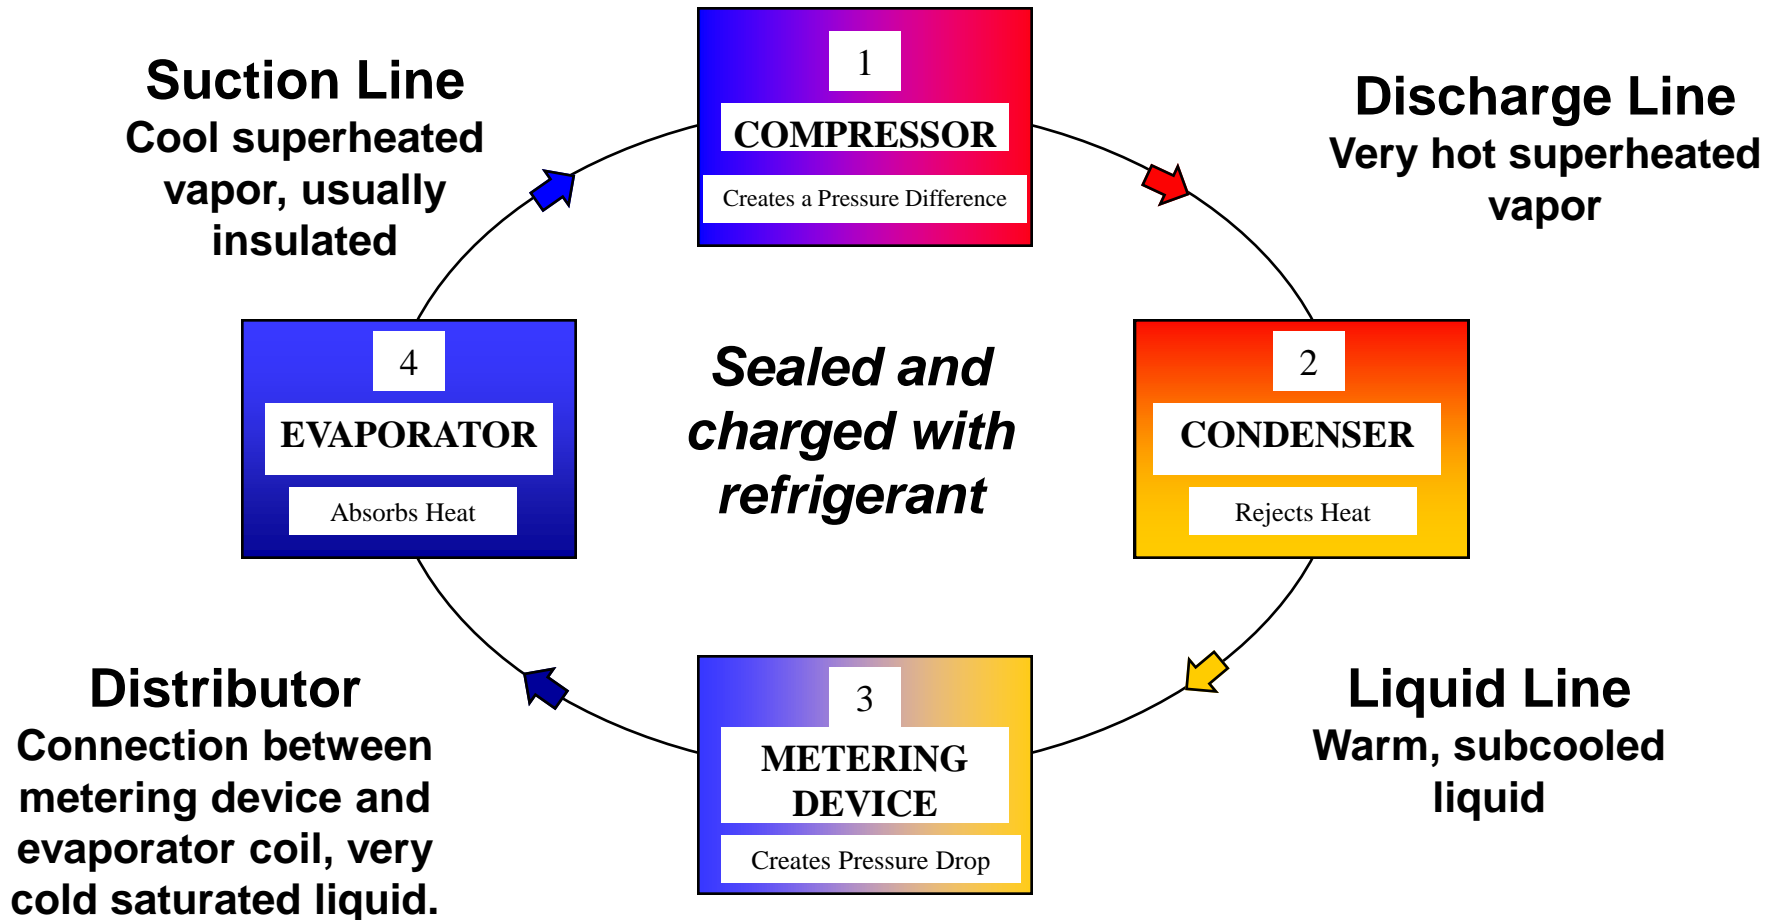 1
COMPRESSOR
Creates a Pressure Difference
Suction Line
Cool superheated
vapor, usually
insulated
Discharge Line
Very hot superheated
vapor
4
EVAPORATOR
Absorbs Heat
Sealed and
charged with
refrigerant
2
CONDENSER
Rejects Heat
Distributor
Connection between
metering device and
evaporator coil, very
cold saturated liquid.
3
METERING
DEVICE
Creates Pressure Drop
Liquid Line
Warm, subcooled
liquid